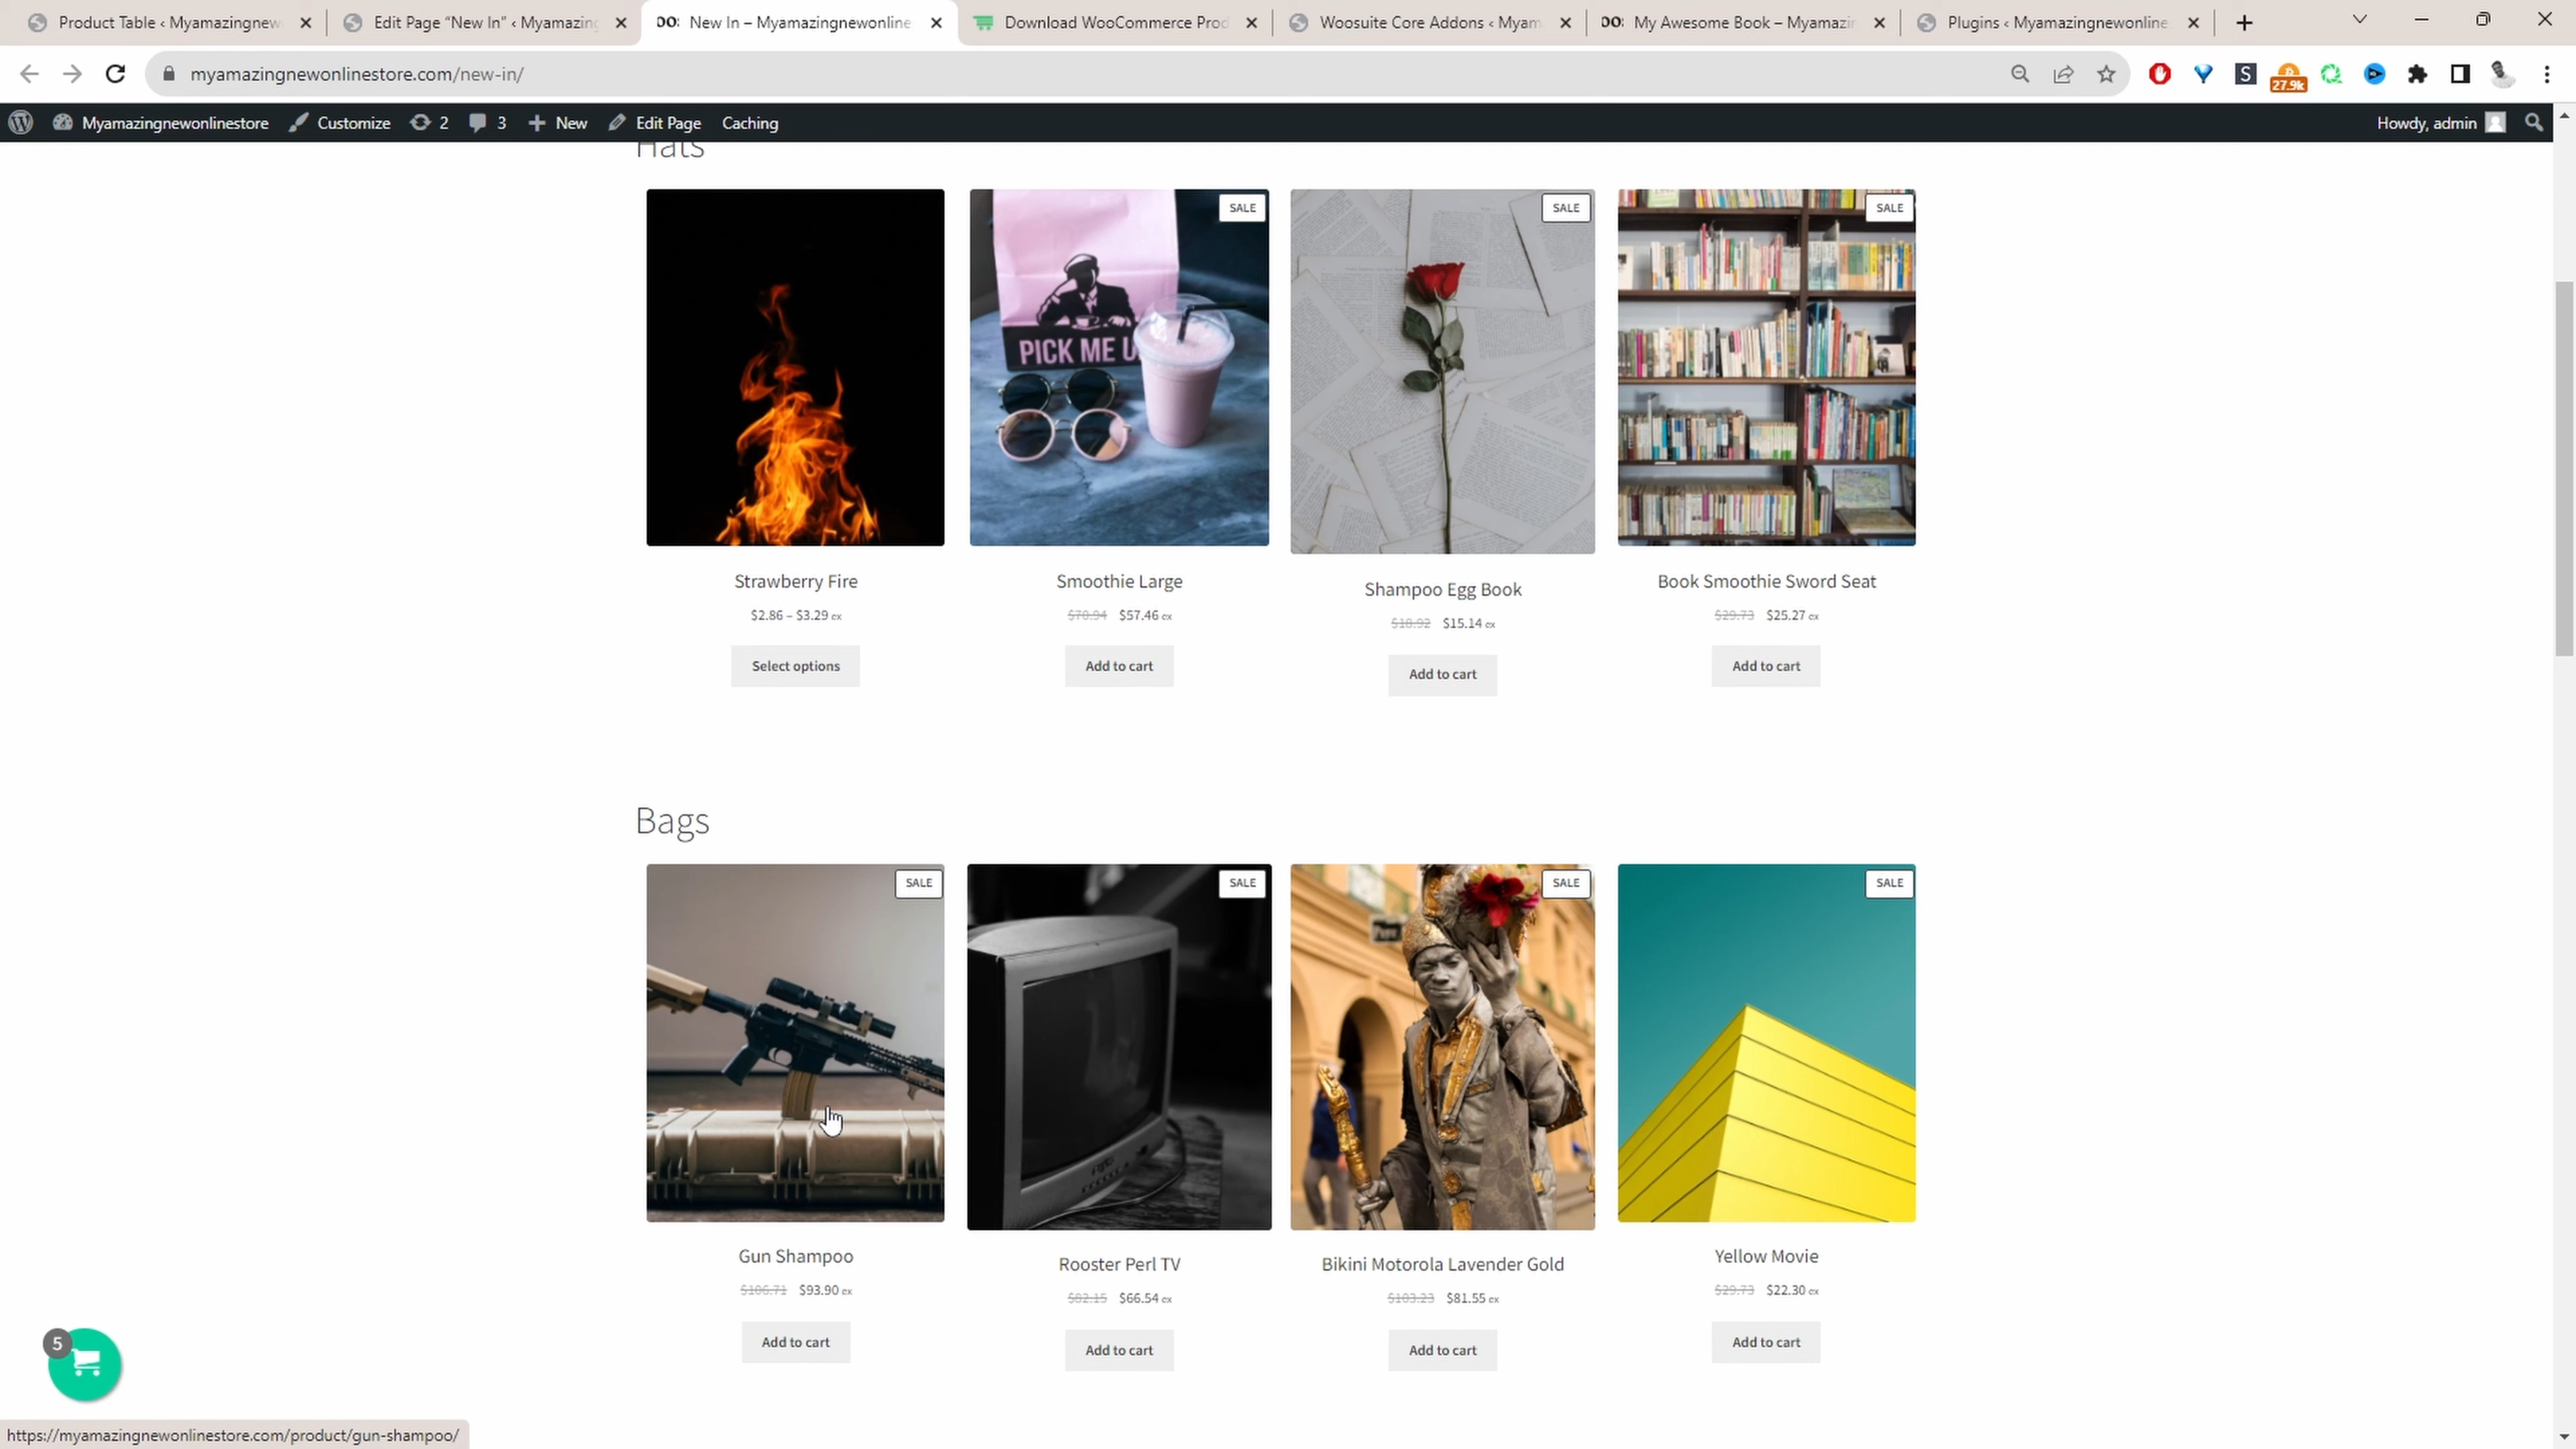 Product Table ‹ Myamazingnew
Edit Page “New In” ‹ Myamazing
New In – Myamazingnewonline
Download WooCommerce Prod
Woosuite Core Addons ‹ Myam
My Awesome Book – Myamazin
Plugins ‹ Myamazingnewonline
myamazingnewonlinestore.com/new-in/
27.9k
Myamazingnewonlinestore
Customize
2
3
New
Edit Page
Caching
Howdy, admin
Hats
SALE
SALE
SALE
PICK ME U
Strawberry Fire
Smoothie Large
Shampoo Egg Book
Book Smoothie Sword Seat
$2.86 – $3.29 ex
$70.94 $57.46 ex
$18.92 $15.14 ex
$29.73 $25.27 ex
Select options
Add to cart
Add to cart
Add to cart
Bags
SALE
SALE
SALE
SALE
Gun Shampoo
Rooster Perl TV
Bikini Motorola Lavender Gold
Yellow Movie
$106.71 $93.90 ex
$82.15 $66.54 ex
$103.23 $81.55 ex
$29.73 $22.30 ex
Add to cart
Add to cart
Add to cart
Add to cart
5
https://myamazingnewonlinestore.com/product/gun-shampoo/